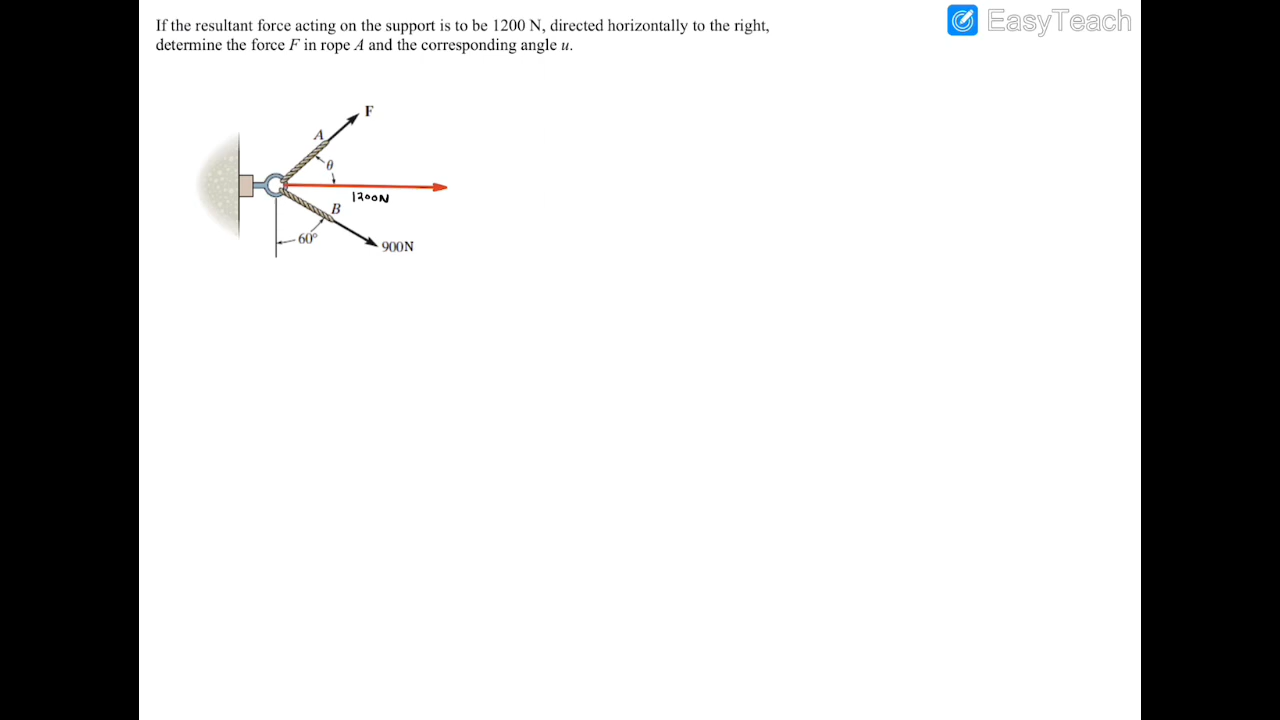 EasyTeach
If the resultant force acting on the support is to be 1200 N, directed horizontally to the right,
determine the force F in rope A and the corresponding angle u.
F
A
θ
1200N
B
60°
900N